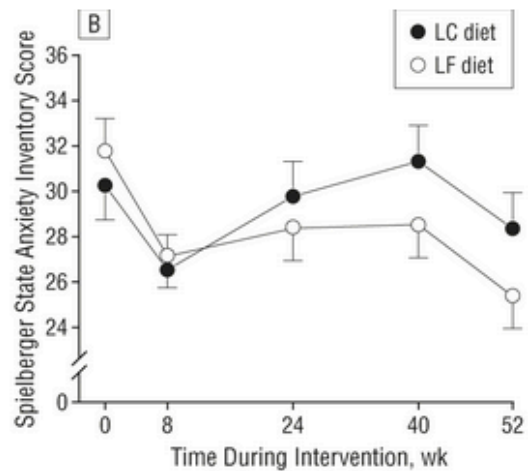 B
LC diet
LF diet
Spielberger State Anxiety Inventory Score
36
34
32
30
28
26
24
0
0 8 24 40 52
Time During Intervention, wk